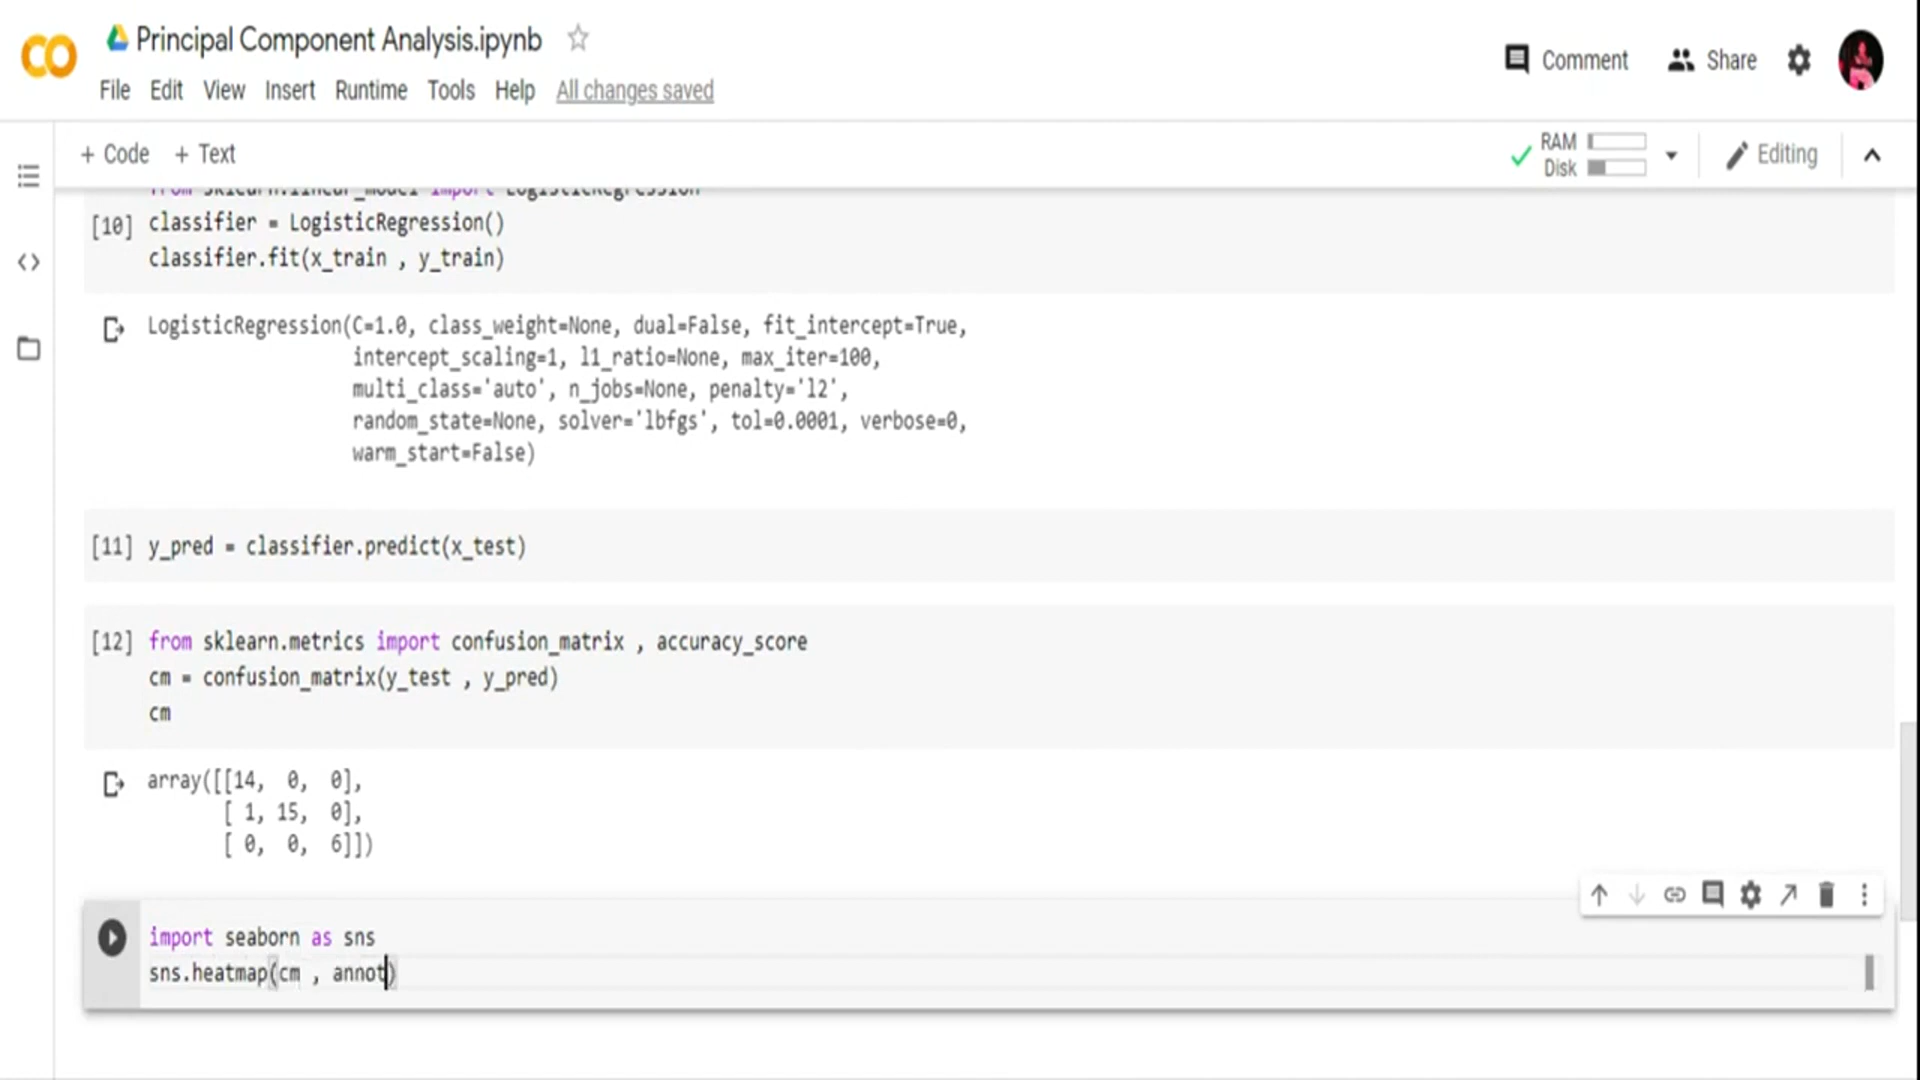 Principal Component Analysis.ipynb
Comment
Share
File Edit View Insert Runtime Tools Help All changes saved
+ Code + Text
RAM
Disk
Editing
from sklearn.linear_model import LogisticRegression
[10] classifier = LogisticRegression()
classifier.fit(x_train , y_train)
LogisticRegression(C=1.0, class_weight=None, dual=False, fit_intercept=True,
intercept_scaling=1, l1_ratio=None, max_iter=100,
multi_class='auto', n_jobs=None, penalty='l2',
random_state=None, solver='lbfgs', tol=0.0001, verbose=0,
warm_start=False)
[11] y_pred = classifier.predict(x_test)
[12] from sklearn.metrics import confusion_matrix , accuracy_score
cm = confusion_matrix(y_test , y_pred)
cm
array([[14, 0, 0],
[ 1, 15, 0],
[ 0, 0, 6]])
import seaborn as sns
sns.heatmap(cm , annot)